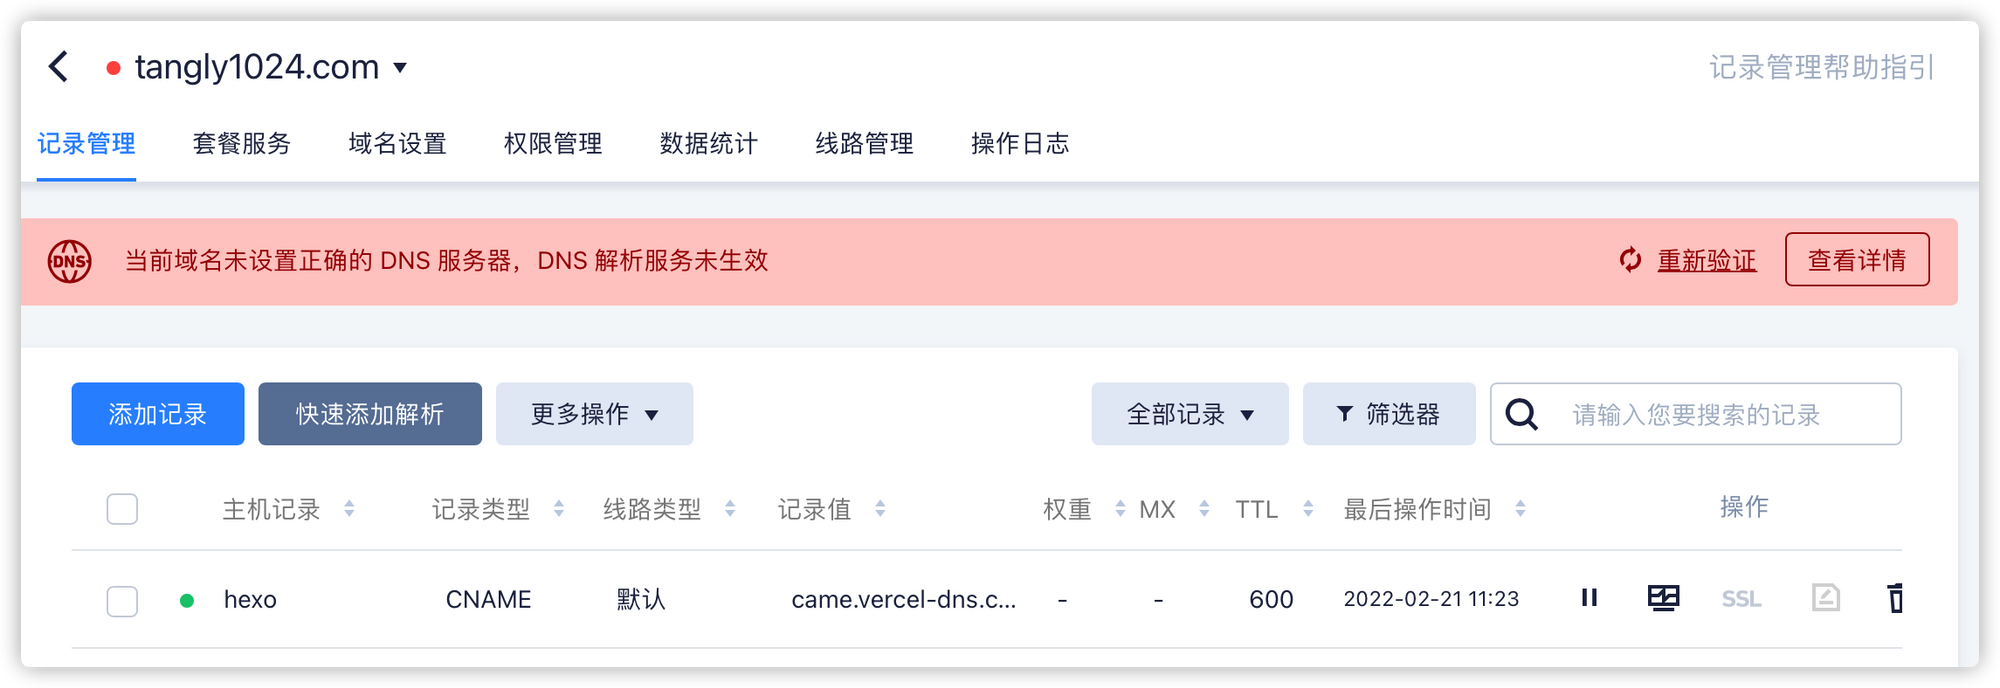 tangly1024.com
记录管理帮助指引
记录管理 套餐服务 域名设置 权限管理 数据统计 线路管理 操作日志
DNS 当前域名未设置正确的 DNS 服务器，DNS 解析服务未生效 重新验证 查看详情
添加记录 快速添加解析 更多操作 全部记录 筛选器 请输入您要搜索的记录
主机记录 记录类型 线路类型 记录值 权重 MX TTL 最后操作时间 操作
hexo CNAME 默认 came.vercel-dns.c... - - 600 2022-02-21 11:23 SSL